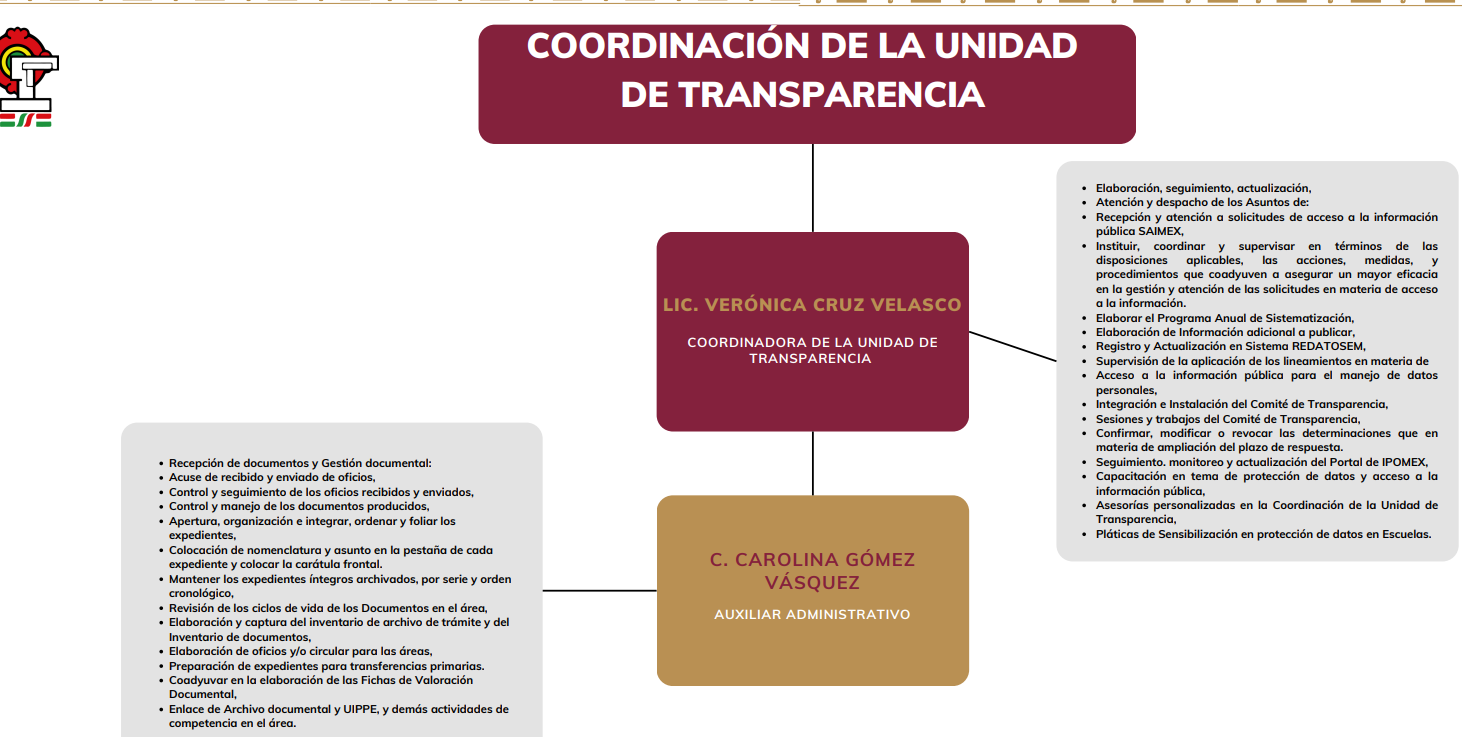 COORDINACIÓN DE LA UNIDAD
DE TRANSPARENCIA
LIC. VERÓNICA CRUZ VELASCO
COORDINADORA DE LA UNIDAD DE
TRANSPARENCIA
• Elaboración, seguimiento, actualización,
• Atención y despacho de los Asuntos de:
• Recepción y atención a solicitudes de acceso a la información
pública SAIMEX,
• Instituir, coordinar y supervisar en términos de las
disposiciones aplicables, las acciones, medidas, y
procedimientos que coadyuven a asegurar un mayor eficacia
en la gestión y atención de las solicitudes en materia de acceso
a la información.
• Elaborar el Programa Anual de Sistematización,
• Elaboración de Información adicional a publicar,
• Registro y Actualización en Sistema REDATOSEM,
• Supervisión de la aplicación de los lineamientos en materia de
• Acceso a la información pública para el manejo de datos
personales,
• Integración e Instalación del Comité de Transparencia,
• Sesiones y trabajos del Comité de Transparencia,
• Confirmar, modificar o revocar las determinaciones que en
materia de ampliación del plazo de respuesta.
• Seguimiento. monitoreo y actualización del Portal de IPOMEX,
• Capacitación en tema de protección de datos y acceso a la
información pública,
• Asesorías personalizadas en la Coordinación de la Unidad de
Transparencia,
• Pláticas de Sensibilización en protección de datos en Escuelas.
C. CAROLINA GÓMEZ
VÁSQUEZ
AUXILIAR ADMINISTRATIVO
• Recepción de documentos y Gestión documental:
• Acuse de recibido y enviado de oficios,
• Control y seguimiento de los oficios recibidos y enviados,
• Control y manejo de los documentos producidos,
• Apertura, organización e integrar, ordenar y foliar los
expedientes,
• Colocación de nomenclatura y asunto en la pestaña de cada
expediente y colocar la carátula frontal.
• Mantener los expedientes íntegros archivados, por serie y orden
cronológico,
• Revisión de los ciclos de vida de los Documentos en el área,
• Elaboración y captura del inventario de archivo de trámite y del
Inventario de documentos,
• Elaboración de oficios y/o circular para las áreas,
• Preparación de expedientes para transferencias primarias.
• Coadyuvar en la elaboración de las Fichas de Valoración
Documental,
• Enlace de Archivo documental y UIPPE, y demás actividades de
competencia en el área.